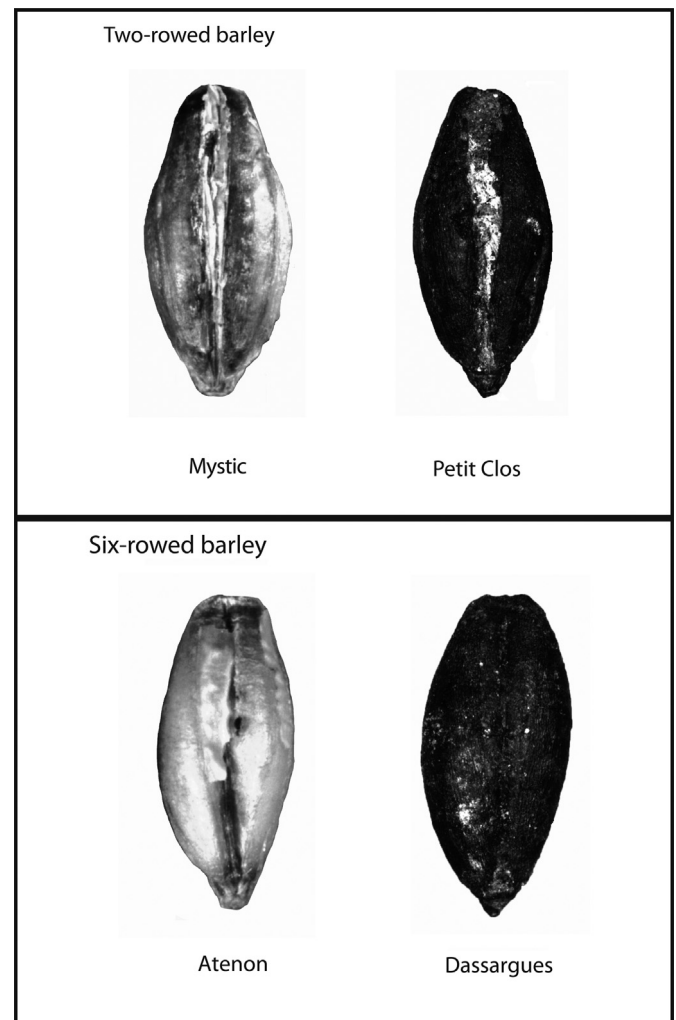 Two-rowed barley
Mystic
Petit Clos
Six-rowed barley
Atenon
Dassargues